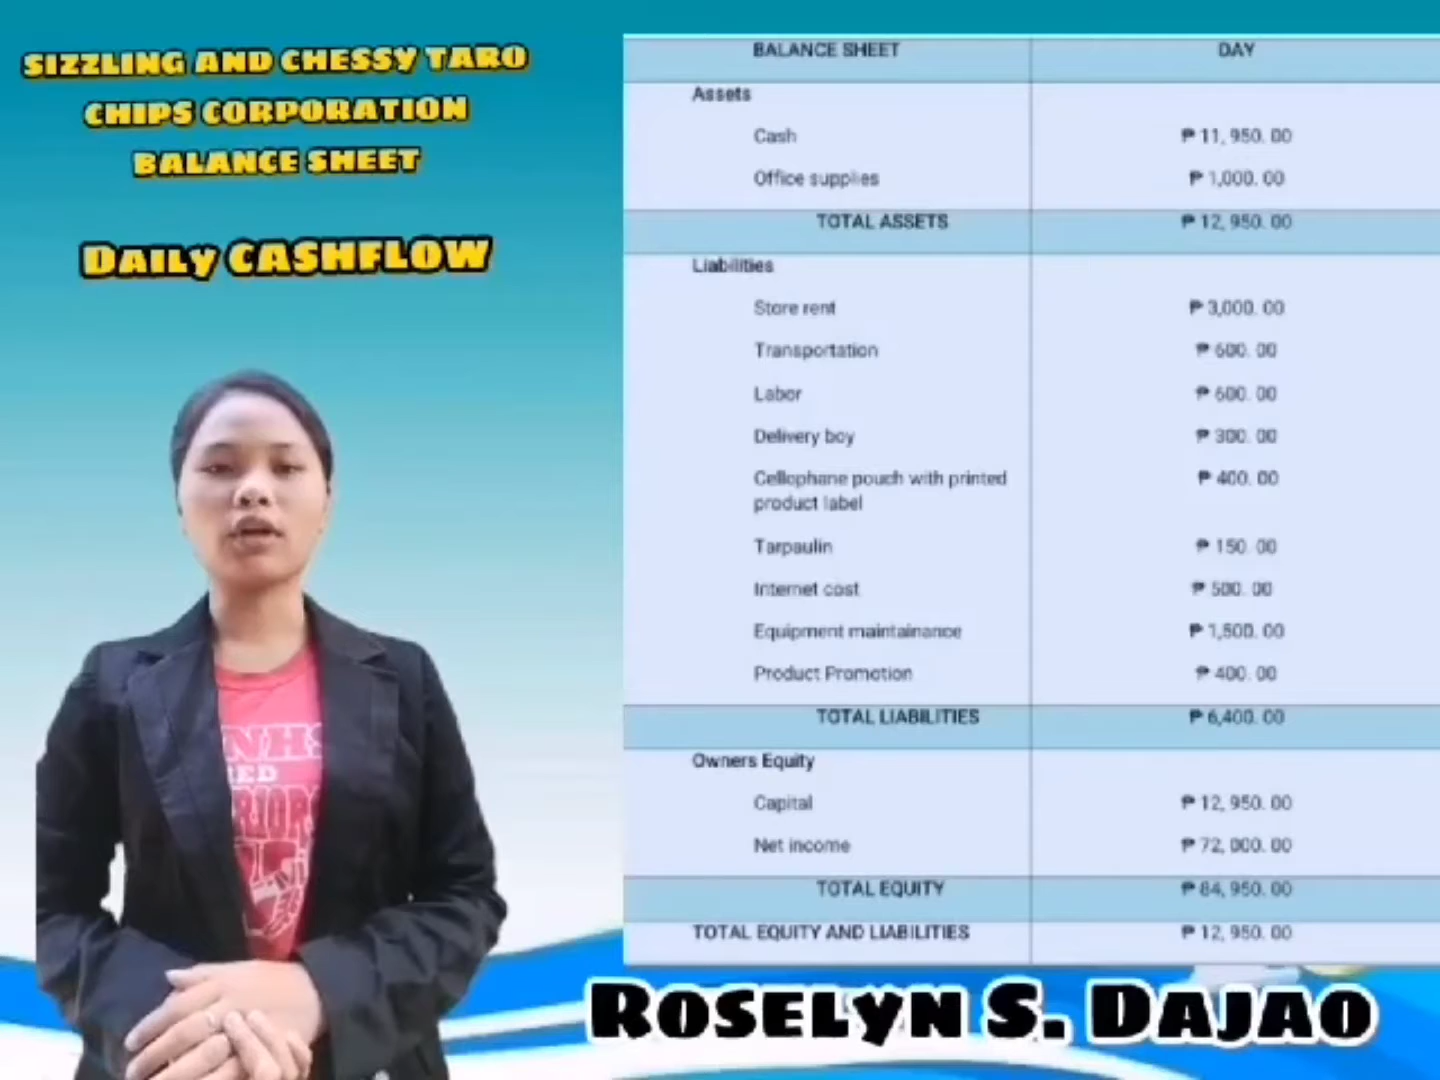 SIZZLING AND CHESSY TARO
CHIPS CORPORATION
BALANCE SHEET
Daily CASHFLOW
BALANCE SHEET DAY
Assets
Cash ₱ 11, 950. 00
Office supplies ₱ 1,000. 00
TOTAL ASSETS ₱ 12, 950. 00
Liabilities
Store rent ₱ 3,000. 00
Transportation ₱ 600. 00
Labor ₱ 600. 00
Delivery boy ₱ 300. 00
Cellophane pouch with printed ₱ 400. 00
product label
Tarpaulin ₱ 150. 00
Internet cost ₱ 500. 00
Equipment maintainance ₱ 1,500. 00
Product Promotion ₱ 400. 00
TOTAL LIABILITIES ₱ 6,400. 00
Owners Equity
Capital ₱ 12, 950. 00
Net income ₱ 72, 000. 00
TOTAL EQUITY ₱ 84, 950. 00
TOTAL EQUITY AND LIABILITIES ₱ 12, 950. 00
NHS
RED
RIORS
Roselyn S. Dajao